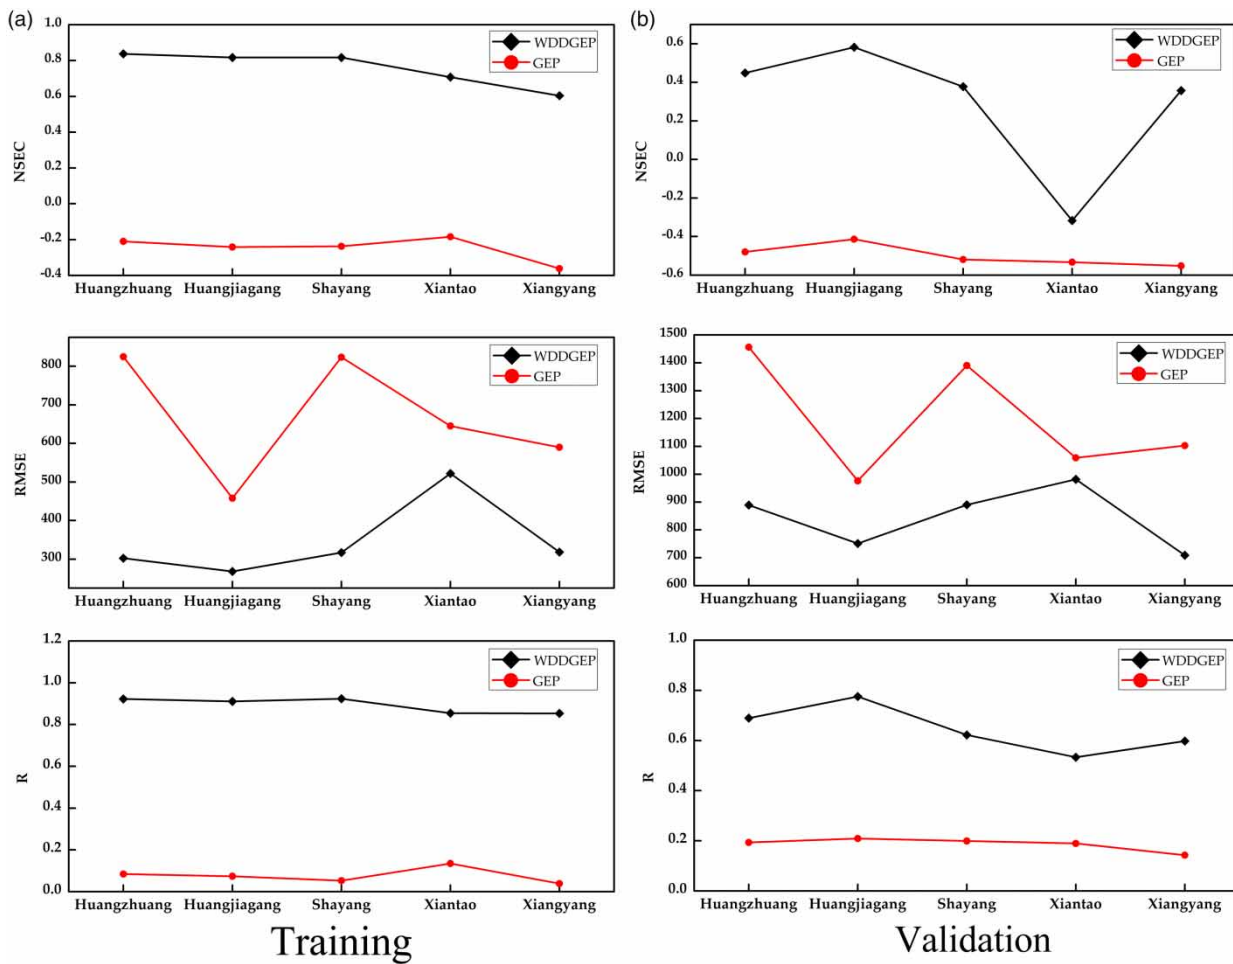 (a)
1.0
0.8
0.6
0.4
0.2
0.0
-0.2
-0.4
NSEC
WDDGEP
GEP
Huangzhuang Huangjiagang Shayang Xiantao Xiangyang
(b)
0.6
0.4
0.2
0.0
-0.2
-0.4
-0.6
NSEC
WDDGEP
GEP
Huangzhuang Huangjiagang Shayang Xiantao Xiangyang
800
700
600
500
400
300
RMSE
WDDGEP
GEP
Huangzhuang Huangjiagang Shayang Xiantao Xiangyang
1500
1400
1300
1200
1100
1000
900
800
700
600
RMSE
WDDGEP
GEP
Huangzhuang Huangjiagang Shayang Xiantao Xiangyang
1.2
1.0
0.8
0.6
0.4
0.2
0.0
R
WDDGEP
GEP
Huangzhuang Huangjiagang Shayang Xiantao Xiangyang
Training
1.0
0.8
0.6
0.4
0.2
0.0
R
WDDGEP
GEP
Huangzhuang Huangjiagang Shayang Xiantao Xiangyang
Validation